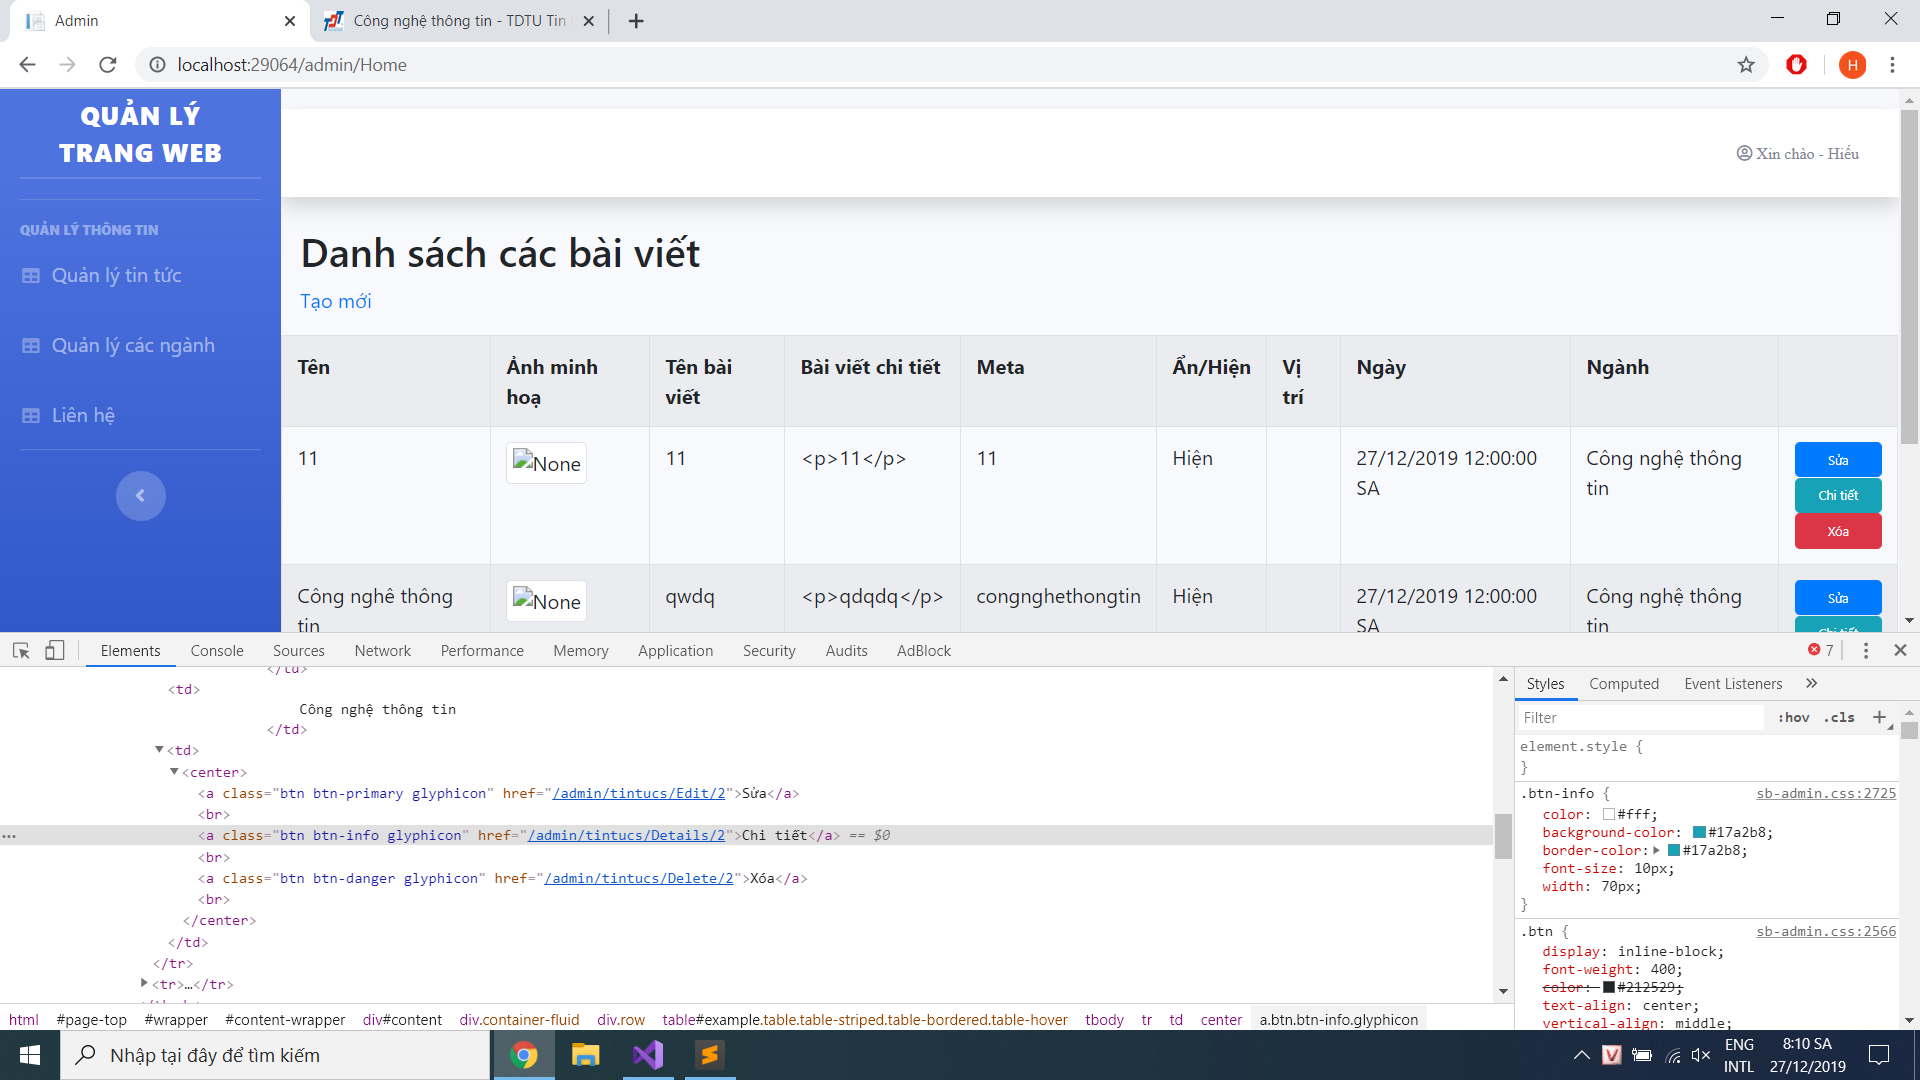 Admin
Công nghệ thông tin - TDTU Tin
localhost:29064/admin/Home
H
QUẢN LÝ
TRANG WEB
QUẢN LÝ THÔNG TIN
Quản lý tin tức
Quản lý các ngành
Liên hệ
Xin chào - Hiếu
Danh sách các bài viết
Tạo mới
Tên Ảnh minh hoạ Tên bài viết Bài viết chi tiết Meta Ẩn/Hiện Vị trí Ngày Ngành
11 None 11 <p>11</p> 11 Hiện 27/12/2019 12:00:00 SA Công nghệ thông tin
Sửa
Chi tiết
Xóa
Công nghê thông tin None qwdq <p>qdqdq</p> congnghethongtin Hiện 27/12/2019 12:00:00 SA Công nghệ thông tin
Sửa
Chi tiết
Elements Console Sources Network Performance Memory Application Security Audits AdBlock 7
</td>
<td>
Công nghệ thông tin
</td>
<td>
<center>
<a class="btn btn-primary glyphicon" href="/admin/tintucs/Edit/2">Sửa</a>
<br>
<a class="btn btn-info glyphicon" href="/admin/tintucs/Details/2">Chi tiết</a> == $0
<br>
<a class="btn btn-danger glyphicon" href="/admin/tintucs/Delete/2">Xóa</a>
<br>
</center>
</td>
</tr>
<tr>…</tr>
html #page-top #wrapper #content-wrapper div#content div.container-fluid div.row table#example.table.table-striped.table-bordered.table-hover tbody tr td center a.btn.btn-info.glyphicon
Styles Computed Event Listeners
Filter :hov .cls
element.style {
}
.btn-info { sb-admin.css:2725
color: #fff;
background-color: #17a2b8;
border-color: #17a2b8;
font-size: 10px;
width: 70px;
}
.btn { sb-admin.css:2566
display: inline-block;
font-weight: 400;
color: #212529;
text-align: center;
vertical-align: middle;
Nhập tại đây để tìm kiếm
ENG
INTL
8:10 SA
27/12/2019